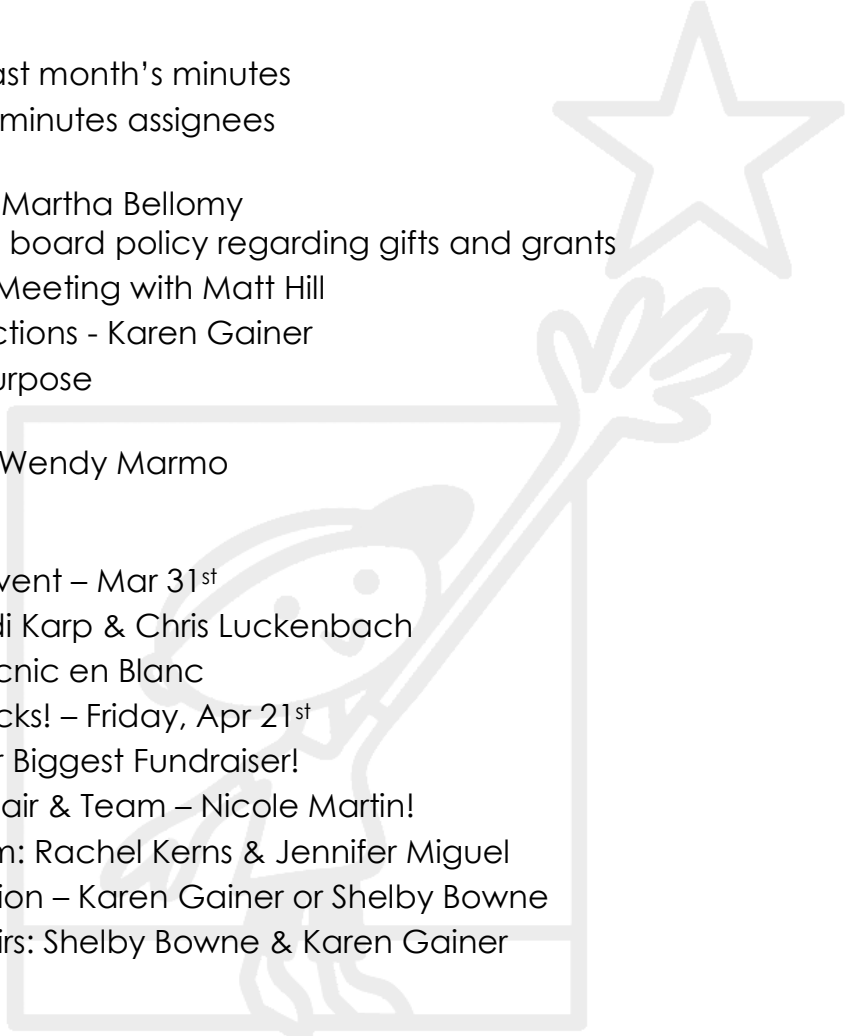 ast month's minutes
minutes assignees
Martha Bellomy
board policy regarding gifts and grants
Meeting with Matt Hill
ctions - Karen Gainer
urpose
Wendy Marmo
vent – Mar 31st
di Karp & Chris Luckenbach
cnic en Blanc
cks! – Friday, Apr 21st
r Biggest Fundraiser!
air & Team – Nicole Martin!
m: Rachel Kerns & Jennifer Miguel
tion – Karen Gainer or Shelby Bowne
irs: Shelby Bowne & Karen Gainer